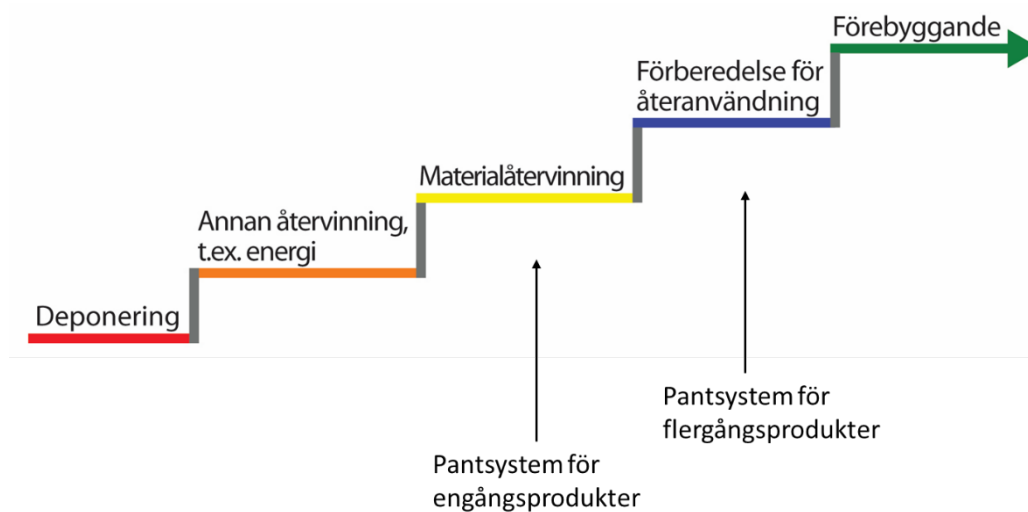 Förebyggande
Förberedelse för
återanvändning
Materialåtervinning
Annan återvinning,
t.ex. energi
Deponering
Pantsystem för
flergångsprodukter
Pantsystem för
engångsprodukter